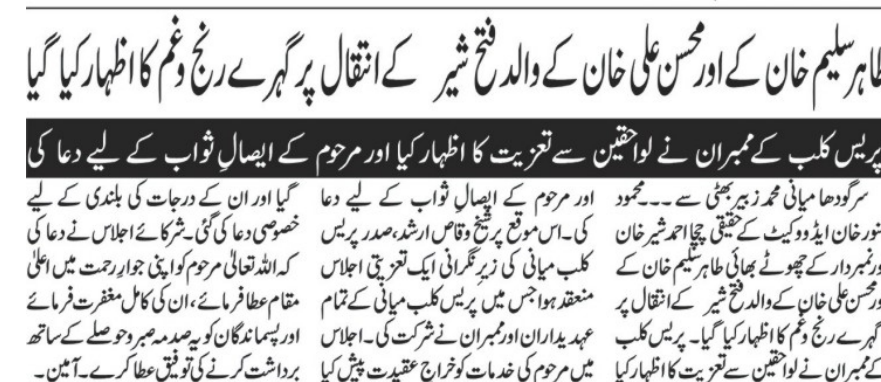 طاہر سلیم خان کے اور محسن علی خان کے والد فتح شیر کے انتقال پر گہرے رنج و غم کا اظہار کیا گیا
پریس کلب کے ممبران نے لواحقین سے تعزیت کا اظہار کیا اور مرحوم کے ایصالِ ثواب کے لیے دعا کی
سرگودھا میانی محمد زبیر بھٹی سے ۔۔۔ محمود
نور خان ایڈووکیٹ کے حقیقی چچا احمد شیر خان
ورنمبردار کے چھوٹے بھائی طاہر سلیم خان کے
ور محسن علی خان کے والد فتح شیر کے انتقال پر
گہرے رنج و غم کا اظہار کیا گیا۔ پریس کلب
کے ممبران نے لواحقین سے تعزیت کا اظہار کیا
اور مرحوم کے ایصالِ ثواب کے لیے دعا
کی۔ اس موقع پر شیخ وقاص ارشد، صدر پریس
کلب میانی کی زیرِ نگرانی ایک تعزیتی اجلاس
منعقد ہوا جس میں پریس کلب میانی کے تمام
عہدیداران اور ممبران نے شرکت کی۔ اجلاس
میں مرحوم کی خدمات کو خراجِ عقیدت پیش کیا
گیا اور ان کے درجات کی بلندی کے لیے
خصوصی دعا کی گئی۔ شرکائے اجلاس نے دعا کی
کہ اللہ تعالیٰ مرحوم کو اپنی جوارِ رحمت میں اعلیٰ
مقام عطا فرمائے، ان کی کامل مغفرت فرمائے
اور پسماندگان کو یہ صدمہ صبر و حوصلے کے ساتھ
برداشت کرنے کی توفیق عطا کرے۔ آمین۔